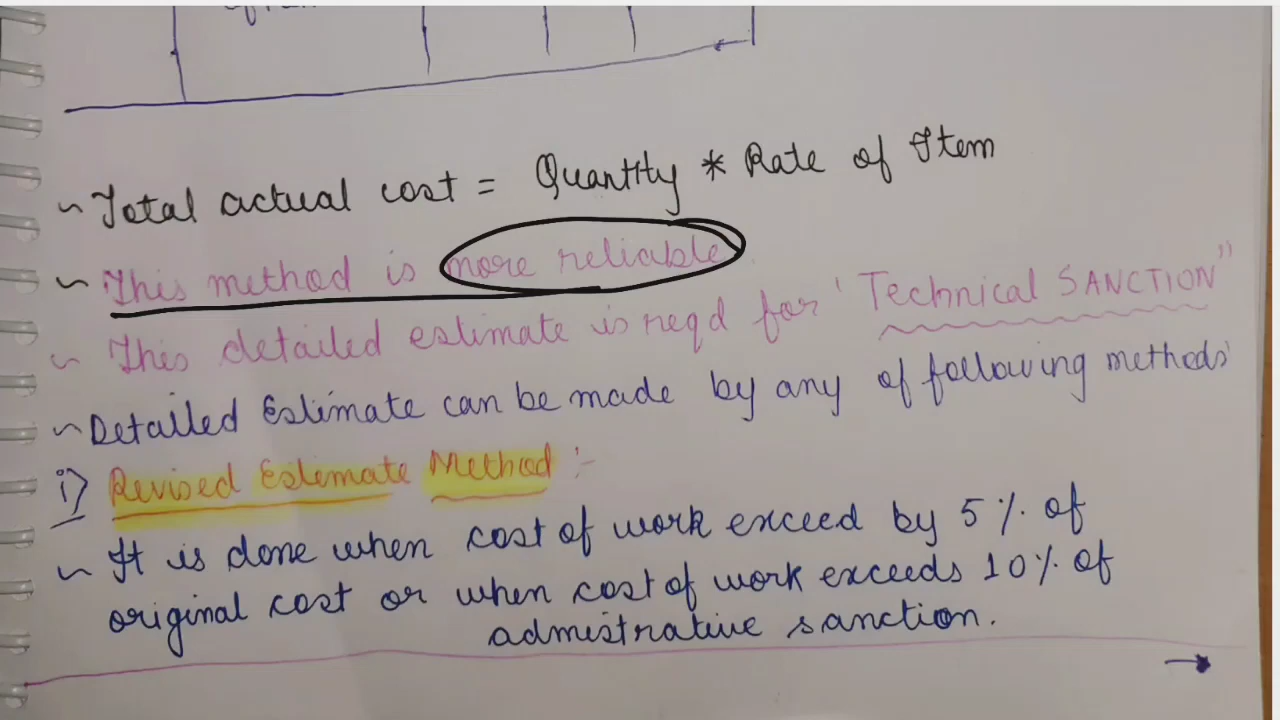 ~ Total actual cost = Quantity * Rate of Item
~ This method is more reliable.
~ This detailed estimate is reqd for 'Technical SANCTION"
~ Detailed Estimate can be made by any of following methods
i) Revised Estimate Method :-
~ It is done when cost of work exceed by 5% of
original cost or when cost of work exceeds 10% of
admistrative sanction.